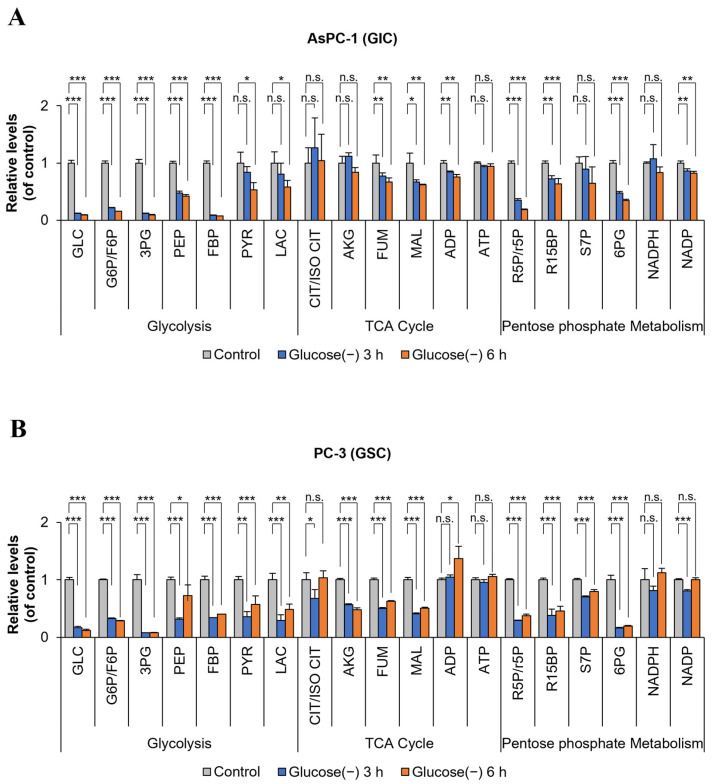 A
AsPC-1 (GIC)
Relative levels
(of control)
2
1
0
*** *** *** *** *** * * n.s. n.s. ** ** ** n.s. *** *** n.s. *** n.s. **
*** *** *** *** *** n.s. n.s. n.s. n.s. ** * ** n.s. *** ** n.s. *** n.s. **
GLC G6P/F6P 3PG PEP FBP PYR LAC CIT/ISO CIT AKG FUM MAL ADP ATP R5P/r5P R15BP S7P 6PG NADPH NADP
Glycolysis TCA Cycle Pentose phosphate Metabolism
Control Glucose(−) 3 h Glucose(−) 6 h
B
PC-3 (GSC)
Relative levels
(of control)
2
1
0
*** *** *** * *** *** ** n.s. *** *** *** * n.s. *** *** *** *** n.s. n.s.
*** *** *** *** *** ** *** * *** *** *** n.s. n.s. *** *** *** *** n.s. ***
GLC G6P/F6P 3PG PEP FBP PYR LAC CIT/ISO CIT AKG FUM MAL ADP ATP R5P/r5P R15BP S7P 6PG NADPH NADP
Glycolysis TCA Cycle Pentose phosphate Metabolism
Control Glucose(−) 3 h Glucose(−) 6 h